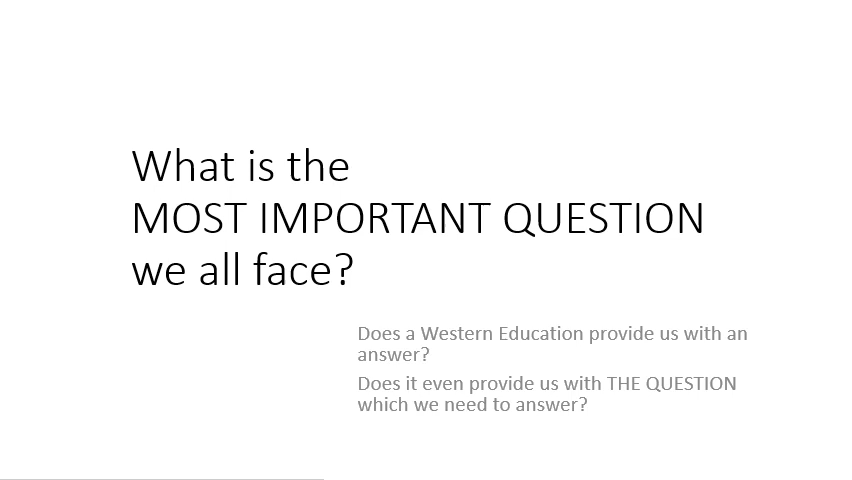 What is the
MOST IMPORTANT QUESTION
we all face?
Does a Western Education provide us with an
answer?
Does it even provide us with THE QUESTION
which we need to answer?